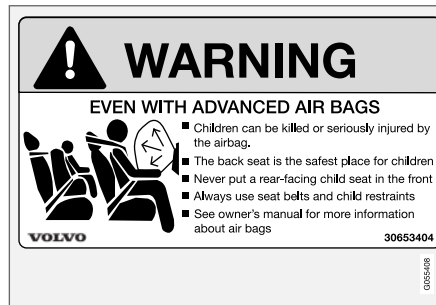 WARNING
EVEN WITH ADVANCED AIR BAGS
■ Children can be killed or seriously injured by
the airbag.
■ The back seat is the safest place for children
■ Never put a rear-facing child seat in the front
■ Always use seat belts and child restraints
■ See owner's manual for more information
about air bags
VOLVO
30653404
G055408